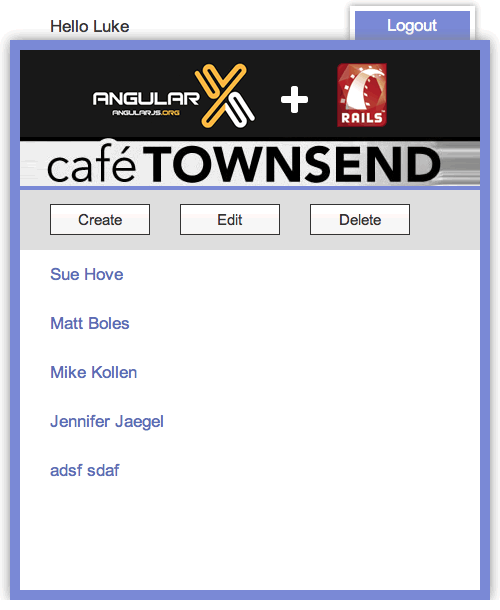 Hello Luke
Logout
ANGULAR
ANGULARJS.ORG
RAILS
café TOWNSEND
Create Edit Delete
Sue Hove
Matt Boles
Mike Kollen
Jennifer Jaegel
adsf sdaf